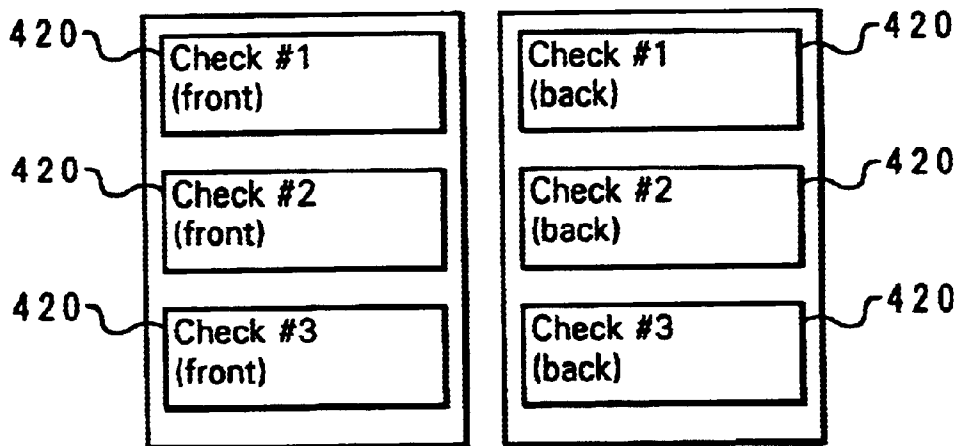 420
Check #1
(front)
420
Check #2
(front)
420
Check #3
(front)
420
Check #1
(back)
420
Check #2
(back)
420
Check #3
(back)